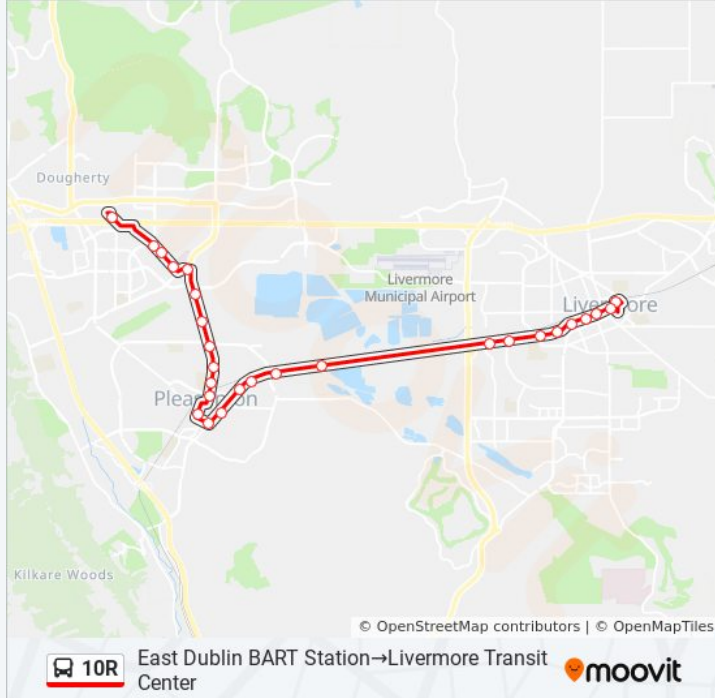 Dougherty
Livermore
Municipal Airport
Livermore
Kilkare Woods
© OpenStreetMap contributors | © OpenMapTiles
10R
East Dublin BART Station→Livermore Transit
Center
moovit